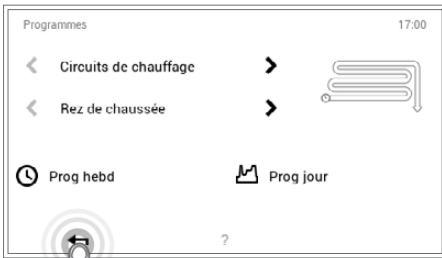 Programmes 17:00
Circuits de chauffage
Rez de chaussée
Prog hebd Prog jour
?